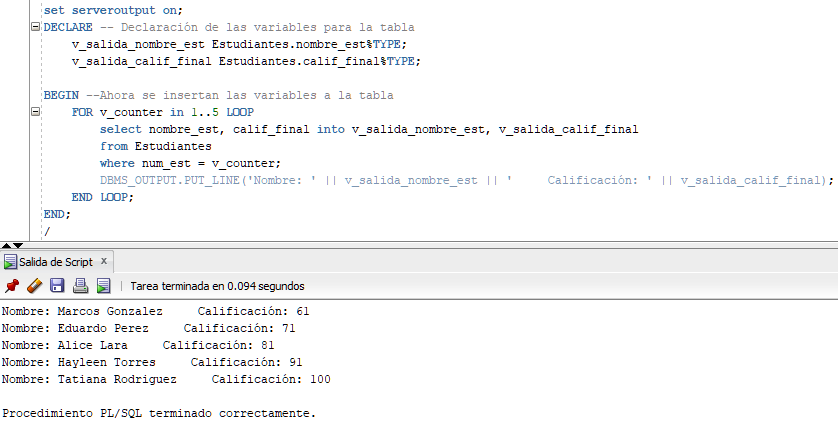 set serveroutput on;
DECLARE -- Declaración de las variables para la tabla
    v_salida_nombre_est Estudiantes.nombre_est%TYPE;
    v_salida_calif_final Estudiantes.calif_final%TYPE;
BEGIN --Ahora se insertan las variables a la tabla
    FOR v_counter in 1..5 LOOP
        select nombre_est, calif_final into v_salida_nombre_est, v_salida_calif_final
        from Estudiantes
        where num_est = v_counter;
        DBMS_OUTPUT.PUT_LINE('Nombre: ' || v_salida_nombre_est || '     Calificación: ' || v_salida_calif_final);
    END LOOP;
END;
/
Salida de Script x
Tarea terminada en 0.094 segundos
Nombre: Marcos Gonzalez     Calificación: 61
Nombre: Eduardo Perez     Calificación: 71
Nombre: Alice Lara     Calificación: 81
Nombre: Hayleen Torres     Calificación: 91
Nombre: Tatiana Rodriguez     Calificación: 100
Procedimiento PL/SQL terminado correctamente.